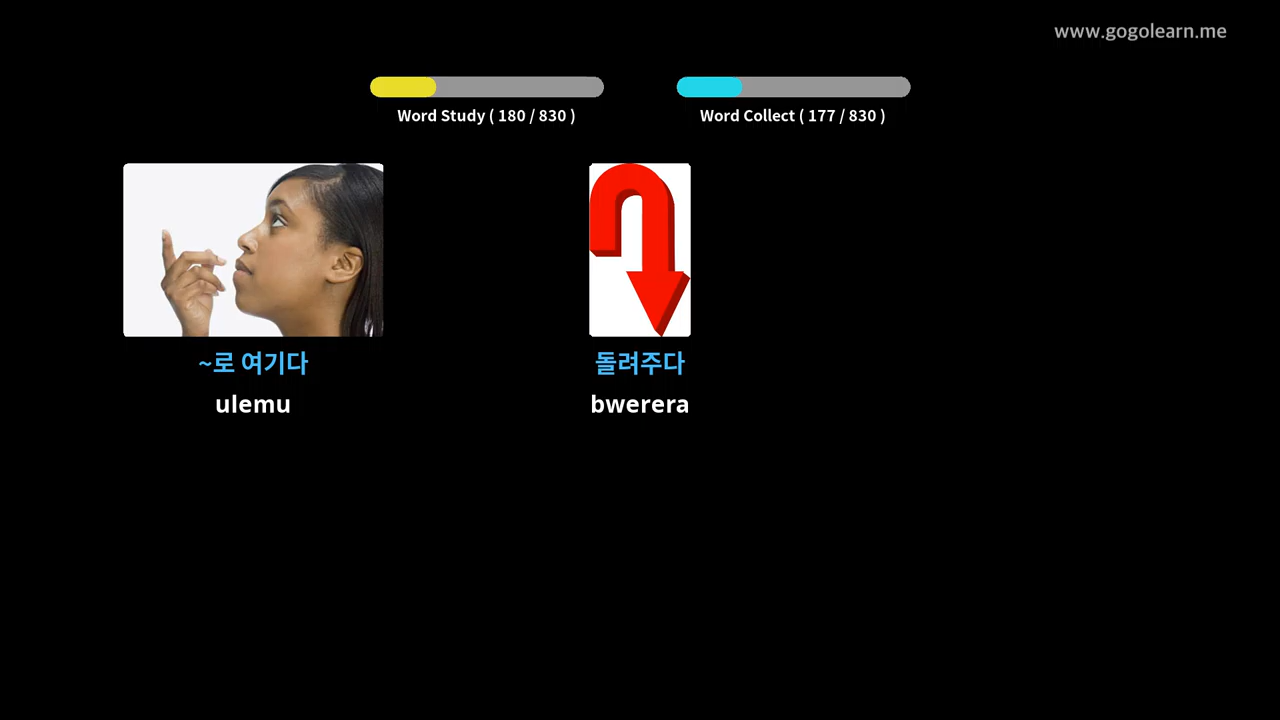 www.gogolearn.me
Word Study ( 180 / 830 )
Word Collect ( 177 / 830 )
~로 여기다
돌려주다
ulemu
bwerera